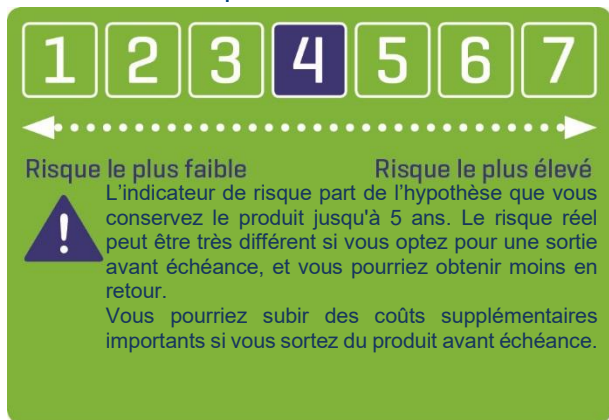 1 2 3 4 5 6 7
Risque le plus faible Risque le plus élevé
!
L'indicateur de risque part de l'hypothèse que vous
conservez le produit jusqu'à 5 ans. Le risque réel
peut être très différent si vous optez pour une sortie
avant échéance, et vous pourriez obtenir moins en
retour.
Vous pourriez subir des coûts supplémentaires
importants si vous sortez du produit avant échéance.